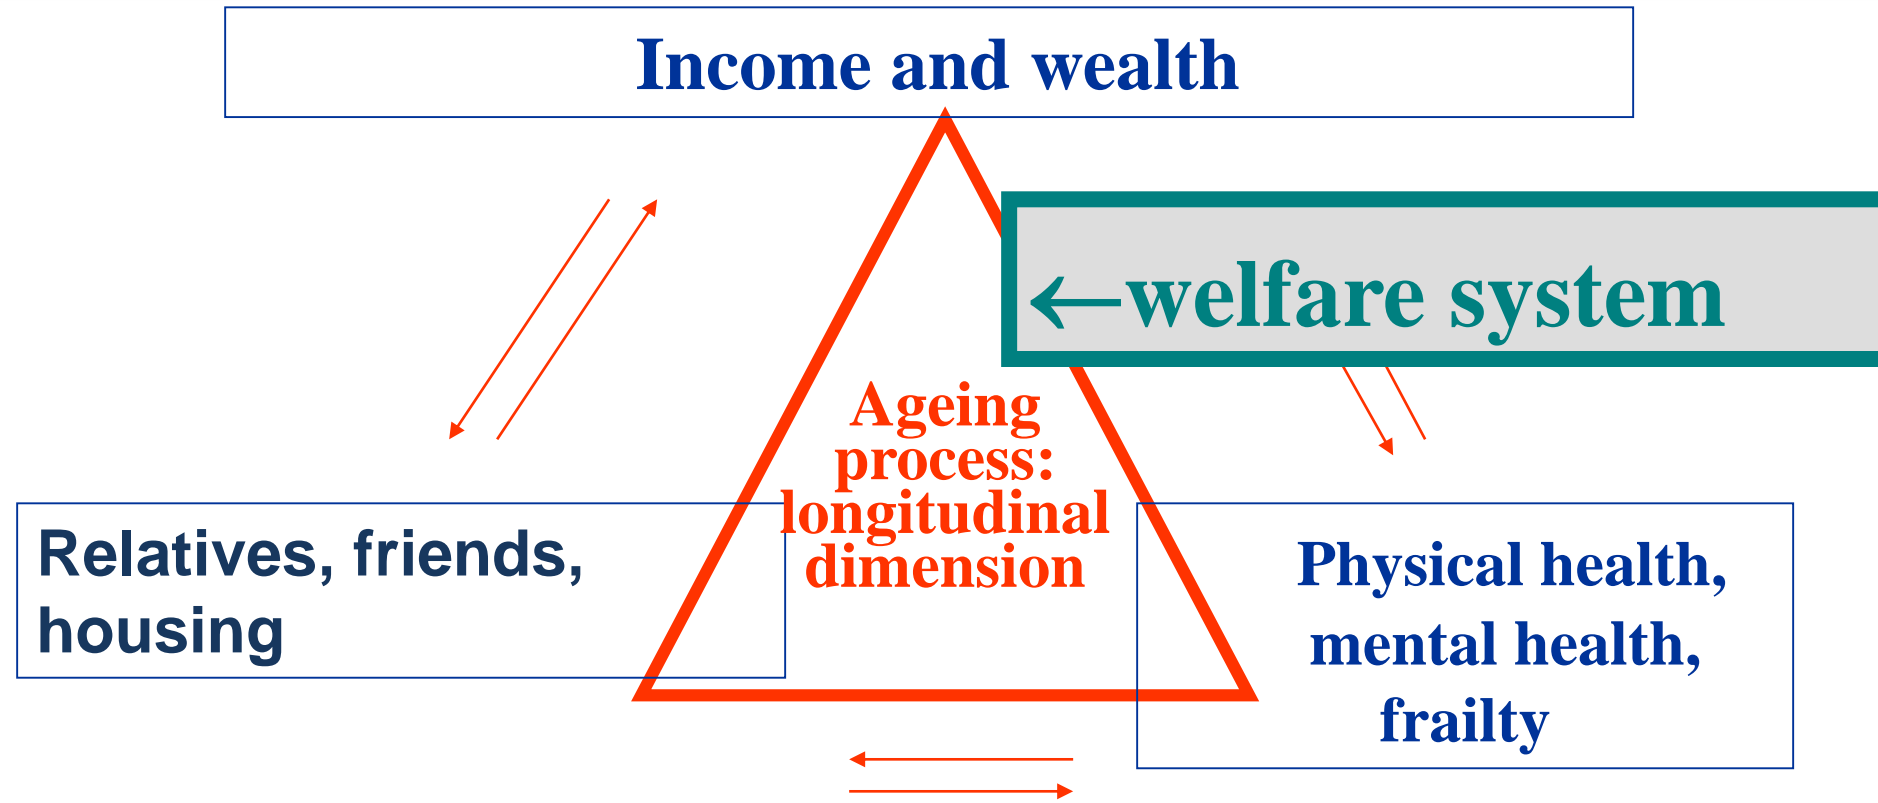 Income and wealth
←welfare system
Ageing
process:
longitudinal
dimension
Relatives, friends,
housing
Physical health,
mental health,
frailty